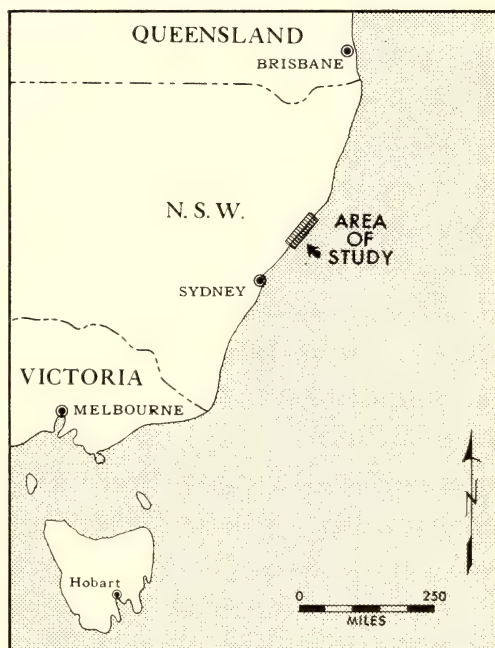 QUEENSLAND
BRISBANE
N. S. W.
AREA
OF
STUDY
SYDNEY
VICTORIA
MELBOURNE
N
Hobart
0 250
MILES